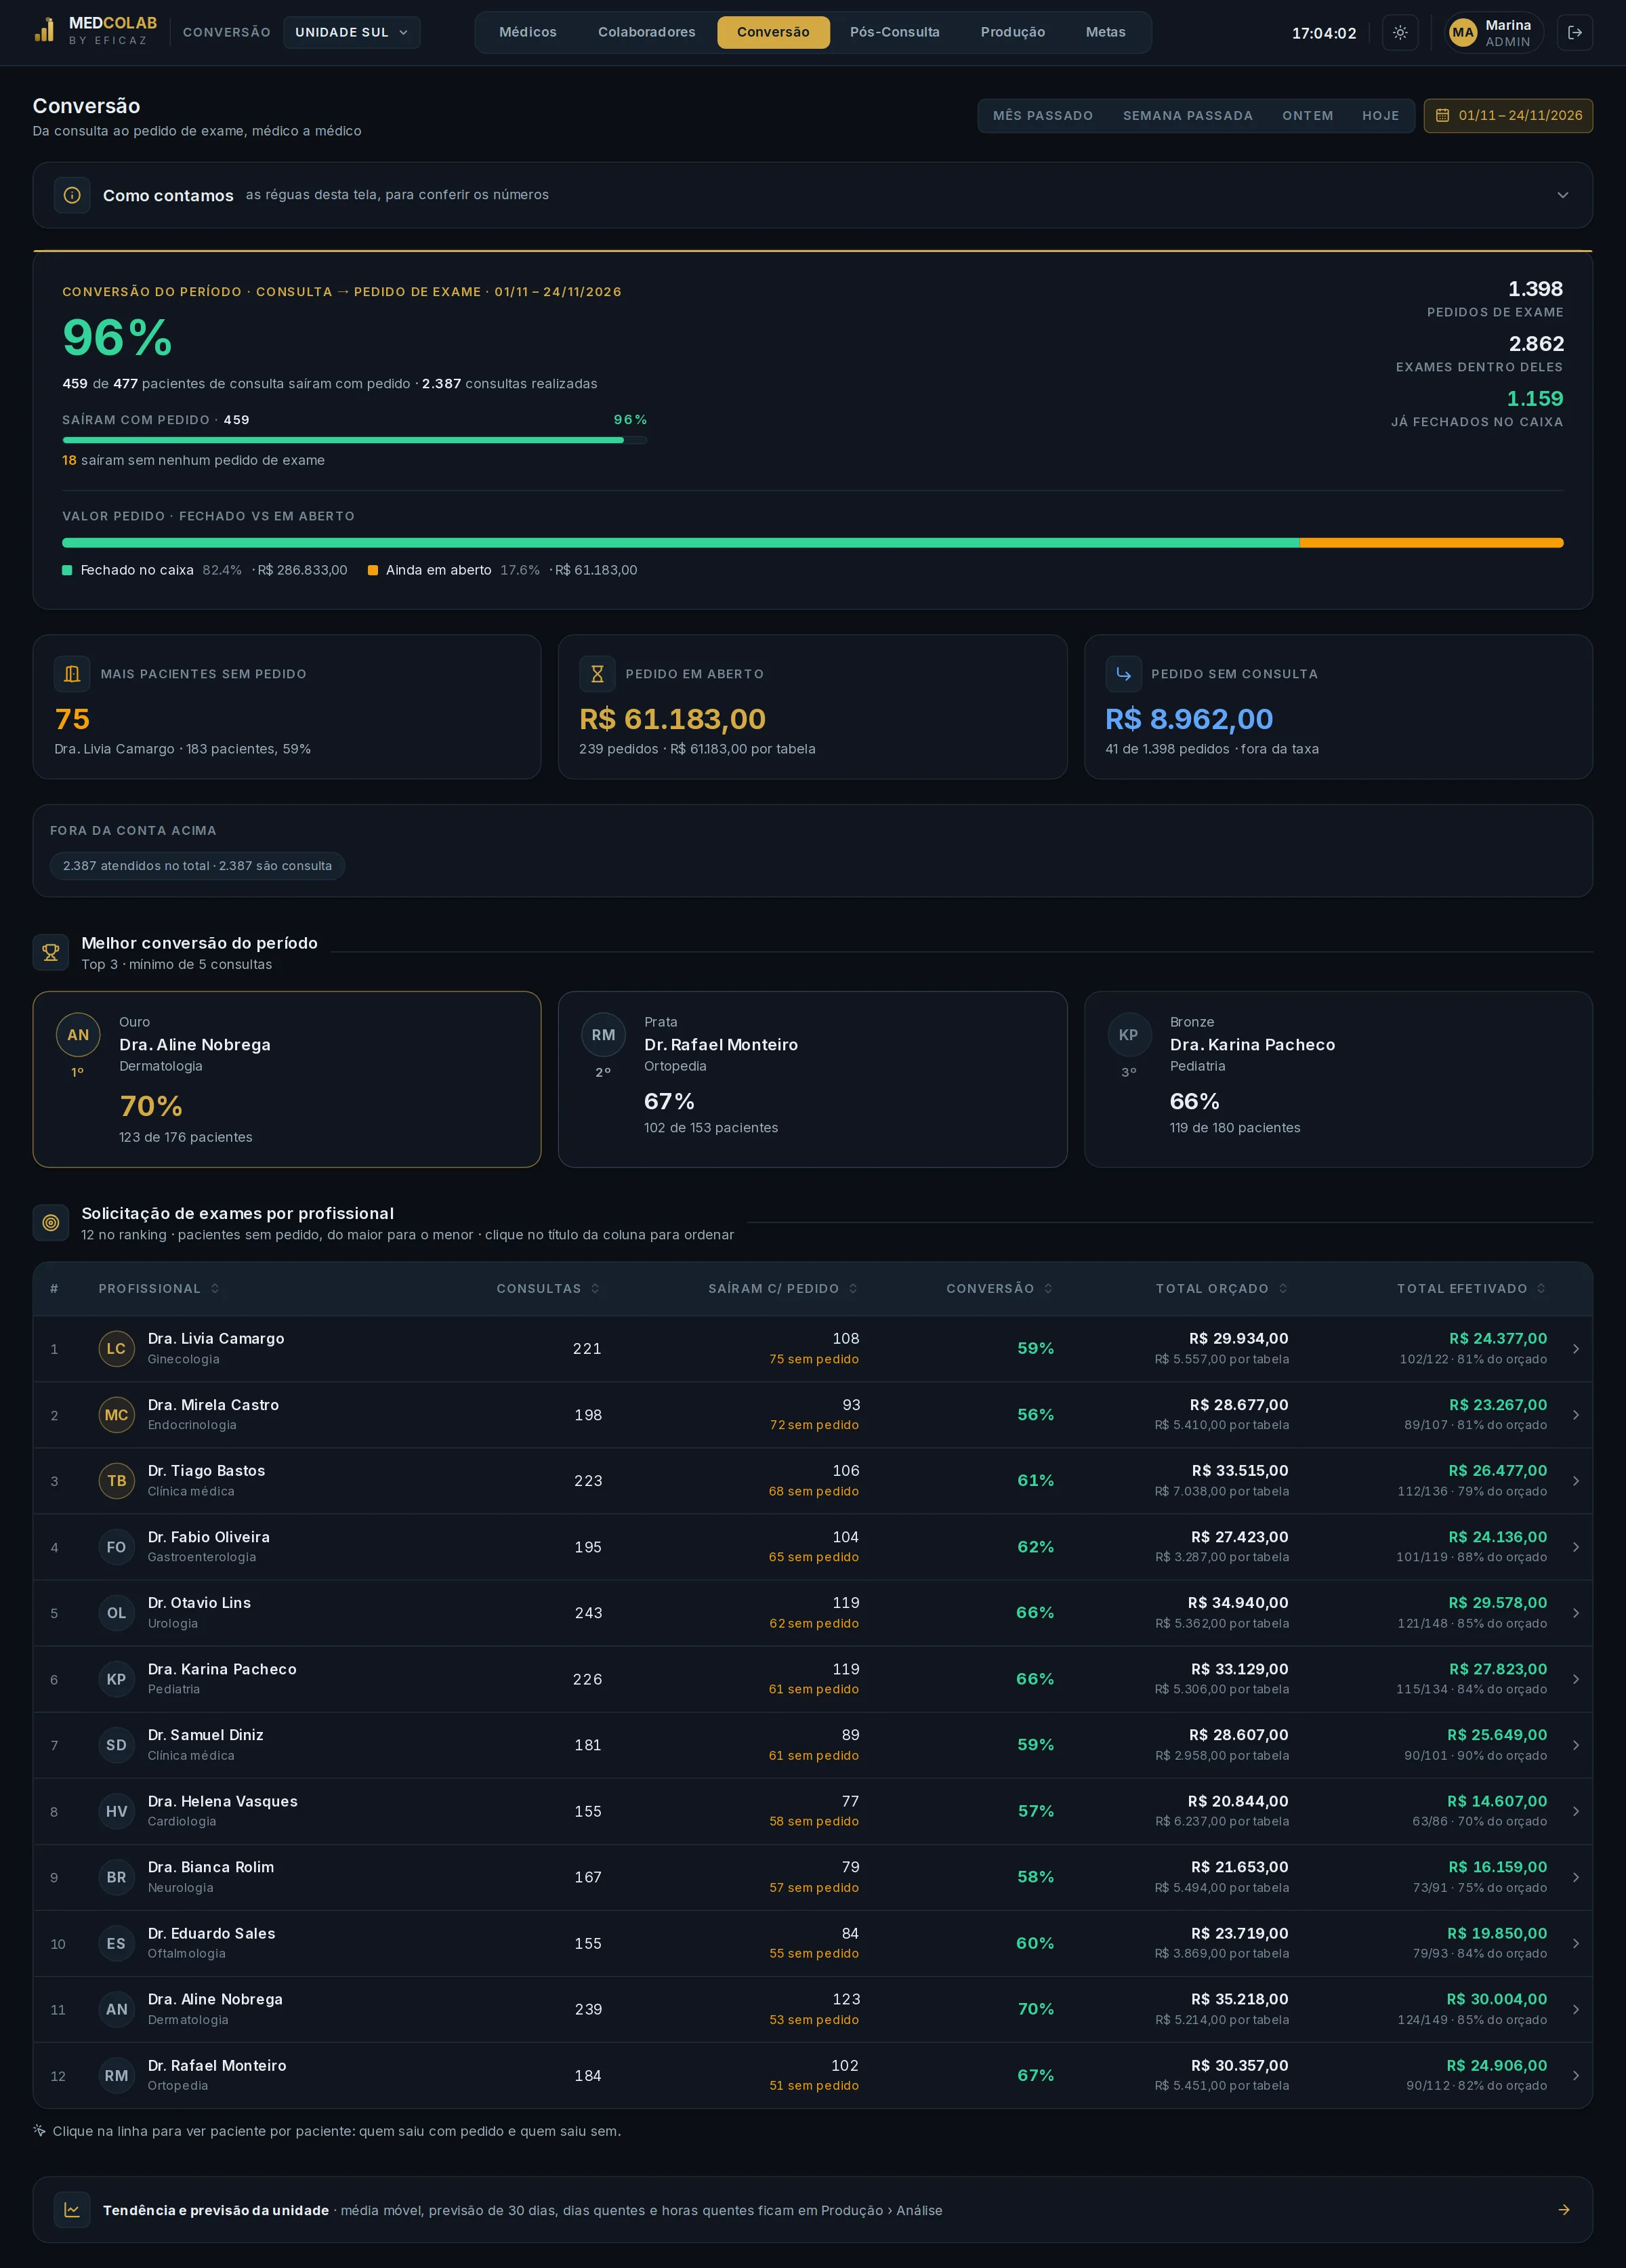 MEDCOLAB
BY EFICAZ
CONVERSÃO
UNIDADE SUL
Médicos
Colaboradores
Conversão
Pós-Consulta
Produção
Metas
17:04:02
MA
Marina
ADMIN
Conversão
Da consulta ao pedido de exame, médico a médico
MÊS PASSADO
SEMANA PASSADA
ONTEM
HOJE
01/11 – 24/11/2026
Como contamos as réguas desta tela, para conferir os números
CONVERSÃO DO PERÍODO · CONSULTA → PEDIDO DE EXAME · 01/11 – 24/11/2026
96%
459 de 477 pacientes de consulta saíram com pedido · 2.387 consultas realizadas
SAÍRAM COM PEDIDO · 459
96%
18 saíram sem nenhum pedido de exame
1.398
PEDIDOS DE EXAME
2.862
EXAMES DENTRO DELES
1.159
JÁ FECHADOS NO CAIXA
VALOR PEDIDO · FECHADO VS EM ABERTO
Fechado no caixa 82.4% · R$ 286.833,00
Ainda em aberto 17.6% · R$ 61.183,00
MAIS PACIENTES SEM PEDIDO
75
Dra. Livia Camargo · 183 pacientes, 59%
PEDIDO EM ABERTO
R$ 61.183,00
239 pedidos · R$ 61.183,00 por tabela
PEDIDO SEM CONSULTA
R$ 8.962,00
41 de 1.398 pedidos · fora da taxa
FORA DA CONTA ACIMA
2.387 atendidos no total · 2.387 são consulta
Melhor conversão do período
Top 3 · mínimo de 5 consultas
AN
1º
Ouro
Dra. Aline Nobrega
Dermatologia
70%
123 de 176 pacientes
RM
2º
Prata
Dr. Rafael Monteiro
Ortopedia
67%
102 de 153 pacientes
KP
3º
Bronze
Dra. Karina Pacheco
Pediatria
66%
119 de 180 pacientes
Solicitação de exames por profissional
12 no ranking · pacientes sem pedido, do maior para o menor · clique no título da coluna para ordenar
# PROFISSIONAL CONSULTAS SAÍRAM C/ PEDIDO CONVERSÃO TOTAL ORÇADO TOTAL EFETIVADO
1 LC Dra. Livia Camargo 221 108 59% R$ 29.934,00 R$ 24.377,00
Ginecologia 75 sem pedido R$ 5.557,00 por tabela 102/122 · 81% do orçado
2 MC Dra. Mirela Castro 198 93 56% R$ 28.677,00 R$ 23.267,00
Endocrinologia 72 sem pedido R$ 5.410,00 por tabela 89/107 · 81% do orçado
3 TB Dr. Tiago Bastos 223 106 61% R$ 33.515,00 R$ 26.477,00
Clínica médica 68 sem pedido R$ 7.038,00 por tabela 112/136 · 79% do orçado
4 FO Dr. Fabio Oliveira 195 104 62% R$ 27.423,00 R$ 24.136,00
Gastroenterologia 65 sem pedido R$ 3.287,00 por tabela 101/119 · 88% do orçado
5 OL Dr. Otavio Lins 243 119 66% R$ 34.940,00 R$ 29.578,00
Urologia 62 sem pedido R$ 5.362,00 por tabela 121/148 · 85% do orçado
6 KP Dra. Karina Pacheco 226 119 66% R$ 33.129,00 R$ 27.823,00
Pediatria 61 sem pedido R$ 5.306,00 por tabela 115/134 · 84% do orçado
7 SD Dr. Samuel Diniz 181 89 59% R$ 28.607,00 R$ 25.649,00
Clínica médica 61 sem pedido R$ 2.958,00 por tabela 90/101 · 90% do orçado
8 HV Dra. Helena Vasques 155 77 57% R$ 20.844,00 R$ 14.607,00
Cardiologia 58 sem pedido R$ 6.237,00 por tabela 63/86 · 70% do orçado
9 BR Dra. Bianca Rolim 167 79 58% R$ 21.653,00 R$ 16.159,00
Neurologia 57 sem pedido R$ 5.494,00 por tabela 73/91 · 75% do orçado
10 ES Dr. Eduardo Sales 155 84 60% R$ 23.719,00 R$ 19.850,00
Oftalmologia 55 sem pedido R$ 3.869,00 por tabela 79/93 · 84% do orçado
11 AN Dra. Aline Nobrega 239 123 70% R$ 35.218,00 R$ 30.004,00
Dermatologia 53 sem pedido R$ 5.214,00 por tabela 124/149 · 85% do orçado
12 RM Dr. Rafael Monteiro 184 102 67% R$ 30.357,00 R$ 24.906,00
Ortopedia 51 sem pedido R$ 5.451,00 por tabela 90/112 · 82% do orçado
Clique na linha para ver paciente por paciente: quem saiu com pedido e quem saiu sem.
Tendência e previsão da unidade · média móvel, previsão de 30 dias, dias quentes e horas quentes ficam em Produção › Análise